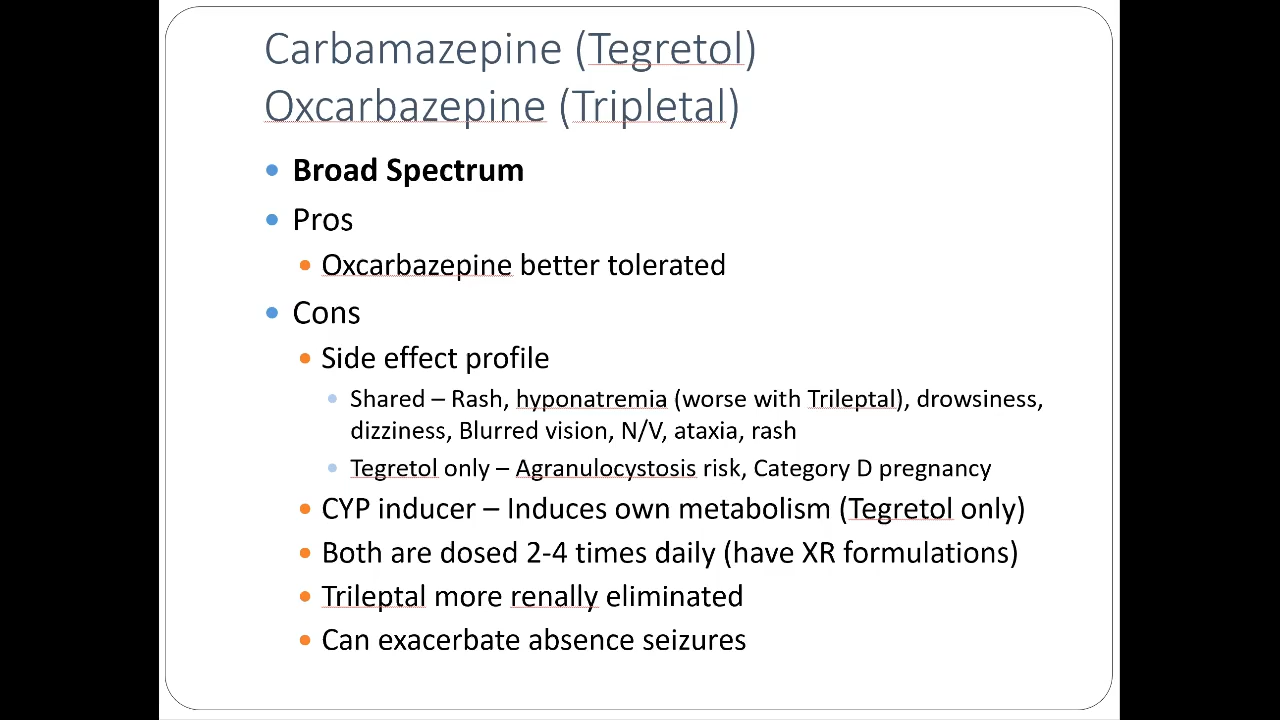 Carbamazepine (Tegretol)
Oxcarbazepine (Tripletal)
• Broad Spectrum
• Pros
• Oxcarbazepine better tolerated
• Cons
• Side effect profile
• Shared – Rash, hyponatremia (worse with Trileptal), drowsiness,
dizziness, Blurred vision, N/V, ataxia, rash
• Tegretol only – Agranulocystosis risk, Category D pregnancy
• CYP inducer – Induces own metabolism (Tegretol only)
• Both are dosed 2-4 times daily (have XR formulations)
• Trileptal more renally eliminated
• Can exacerbate absence seizures